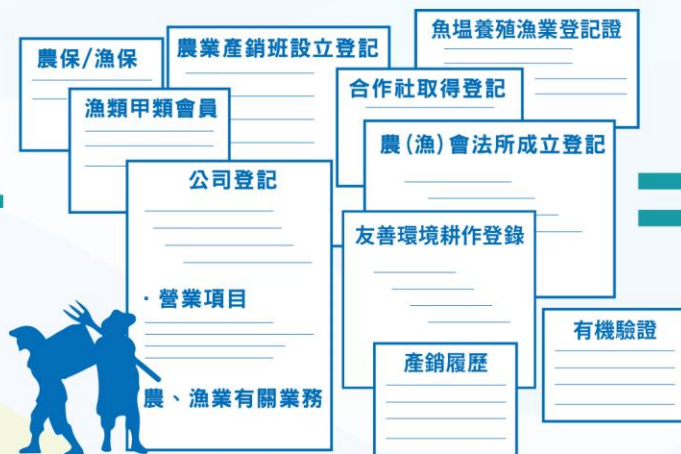 農保/漁保
農業產銷班設立登記
魚塭養殖漁業登記證
漁類甲類會員
合作社取得登記
農(漁)會法所成立登記
公司登記
友善環境耕作登錄
·營業項目
農、漁業有關業務
產銷履歷
有機驗證